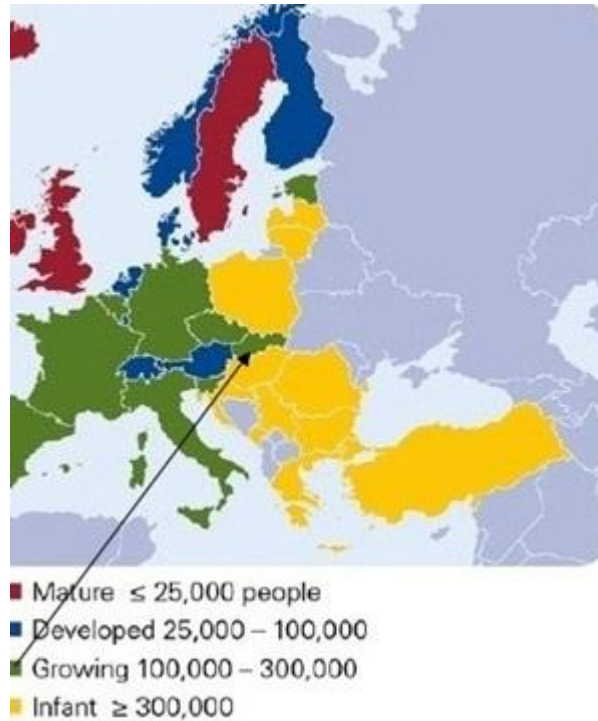 Mature ≤ 25,000 people
Developed 25,000 – 100,000
Growing 100,000 – 300,000
Infant ≥ 300,000